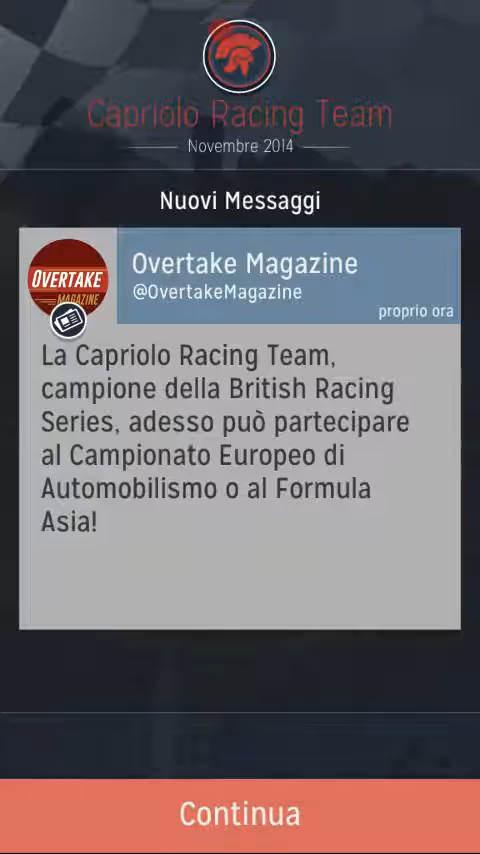 Capriolo Racing Team
Novembre 2014
Nuovi Messaggi
OVERTAKE
MAGAZINE
Overtake Magazine
@OvertakeMagazine
proprio ora
La Capriolo Racing Team,
campione della British Racing
Series, adesso può partecipare
al Campionato Europeo di
Automobilismo o al Formula
Asia!
Continua